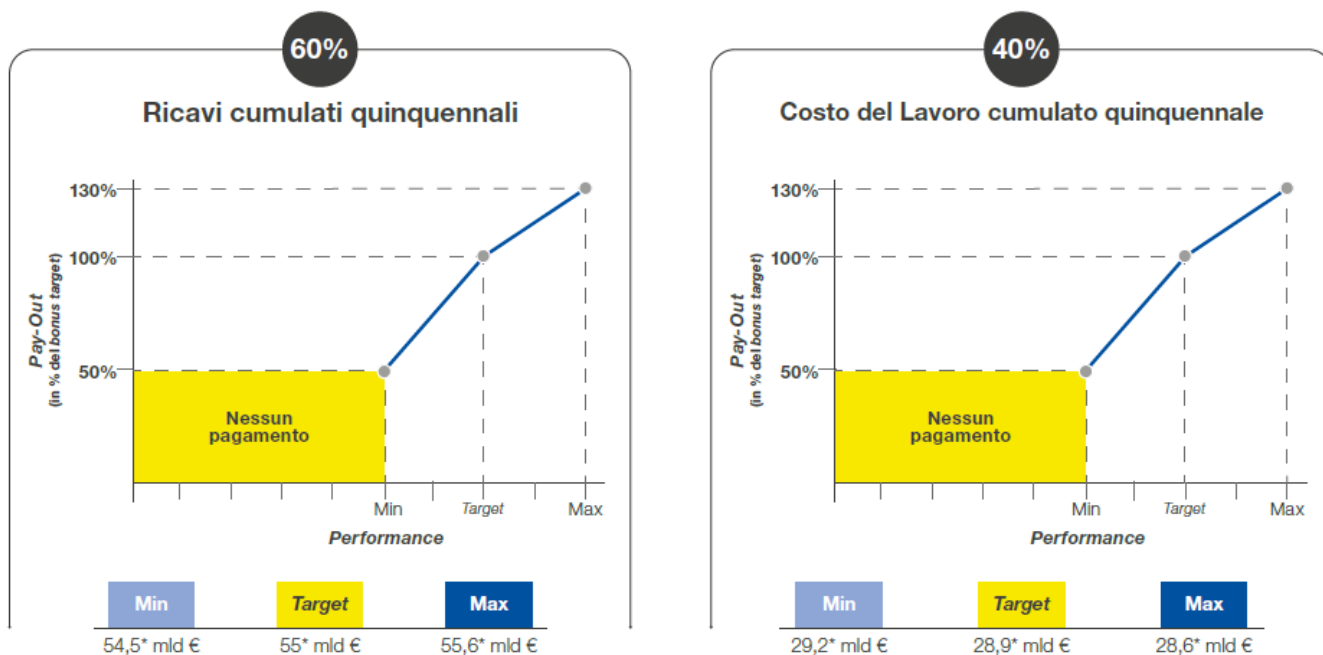 60%
Ricavi cumulati quinquennali
130%
100%
50%
Pay-Out
(in % del bonus target)
Nessun
pagamento
Min
Target
Max
Performance
Min
Target
Max
54,5* mld €
55* mld €
55,6* mld €
40%
Costo del Lavoro cumulato quinquennale
130%
100%
50%
Pay-Out
(in % del bonus target)
Nessun
pagamento
Min
Target
Max
Performance
Min
Target
Max
29,2* mld €
28,9* mld €
28,6* mld €